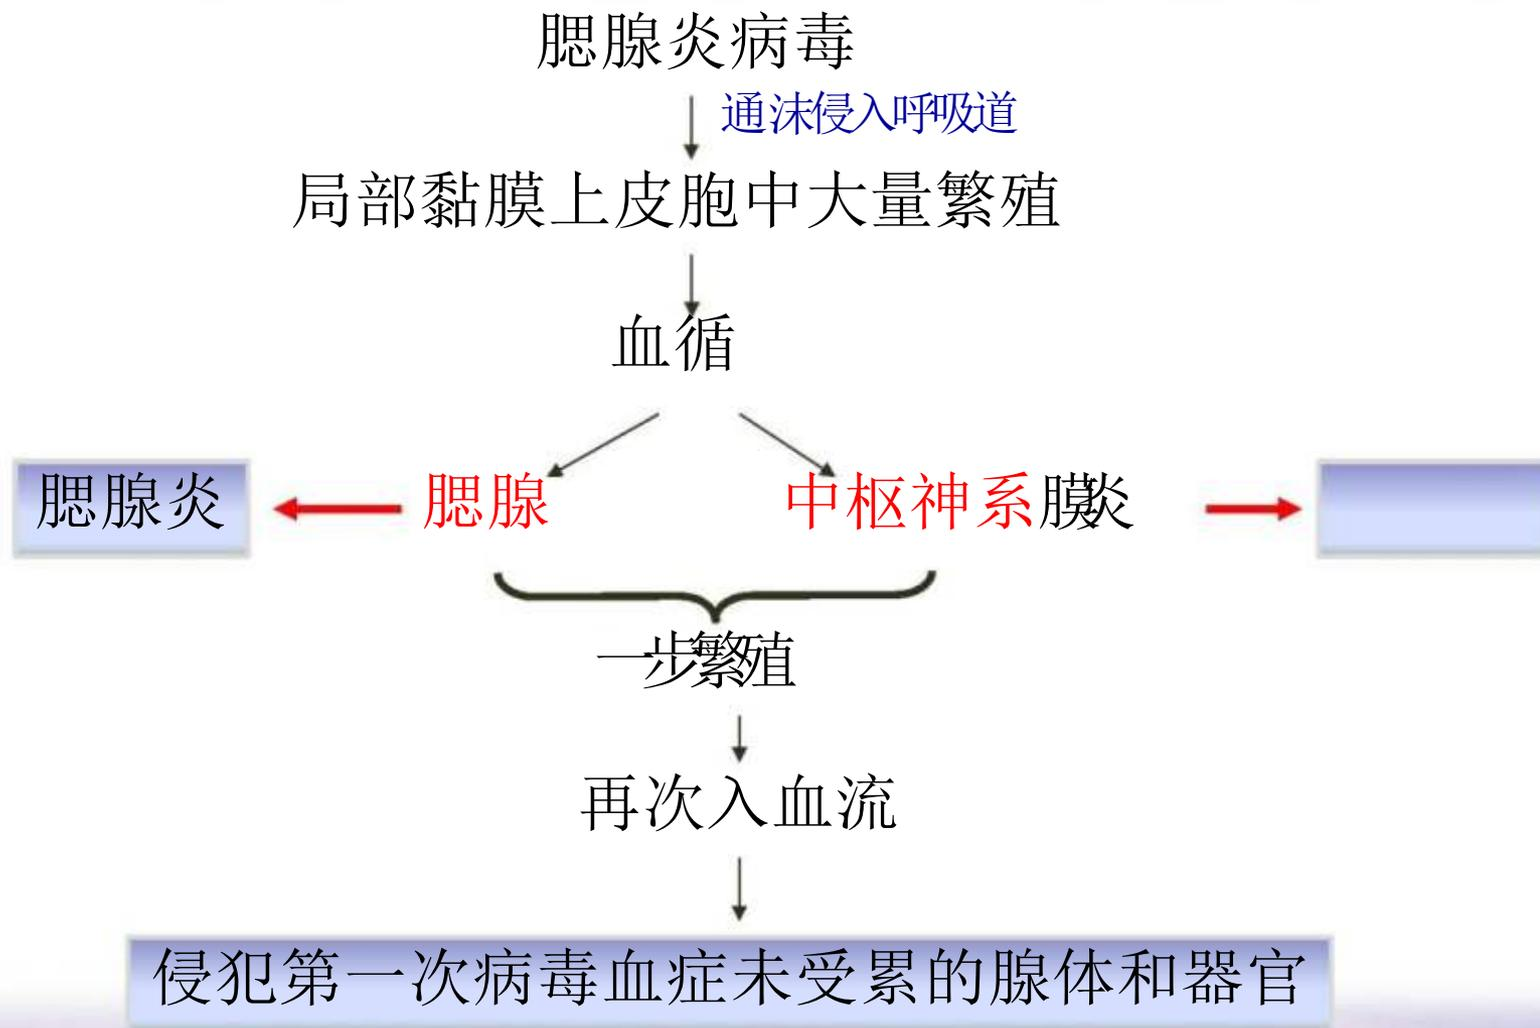 腮腺炎病毒
通沫侵入呼吸道
局部黏膜上皮胞中大量繁殖
血循
腮腺炎
腮腺
中枢神系膜炎
一步繁殖
再次入血流
侵犯第一次病毒血症未受累的腺体和器官